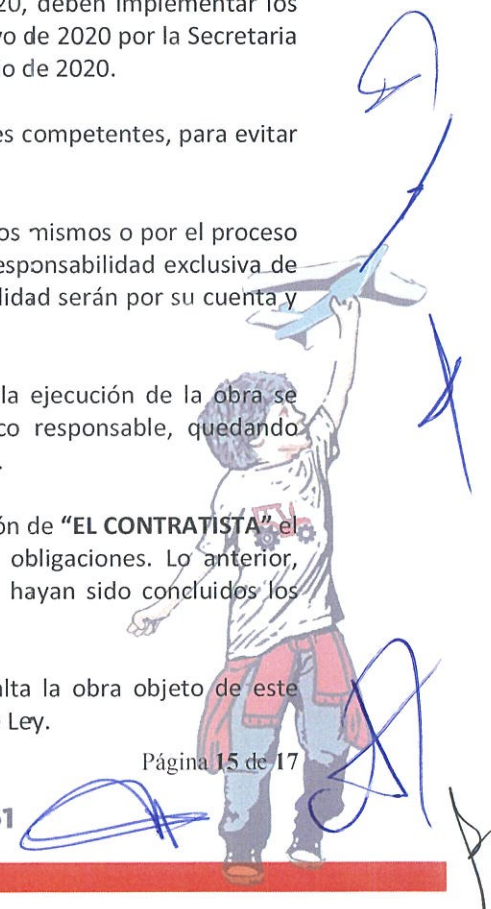 20, deben implementar los
o de 2020 por la Secretaria
o de 2020.
es competentes, para evitar
os mismos o por el proceso
esponsabilidad exclusiva de
lidad serán por su cuenta y
la ejecución de la obra se
co responsable, quedando
ón de “EL CONTRATISTA” el
obligaciones. Lo anterior,
hayan sido concluidos los
alta la obra objeto de este
Ley.
Página 15 de 17